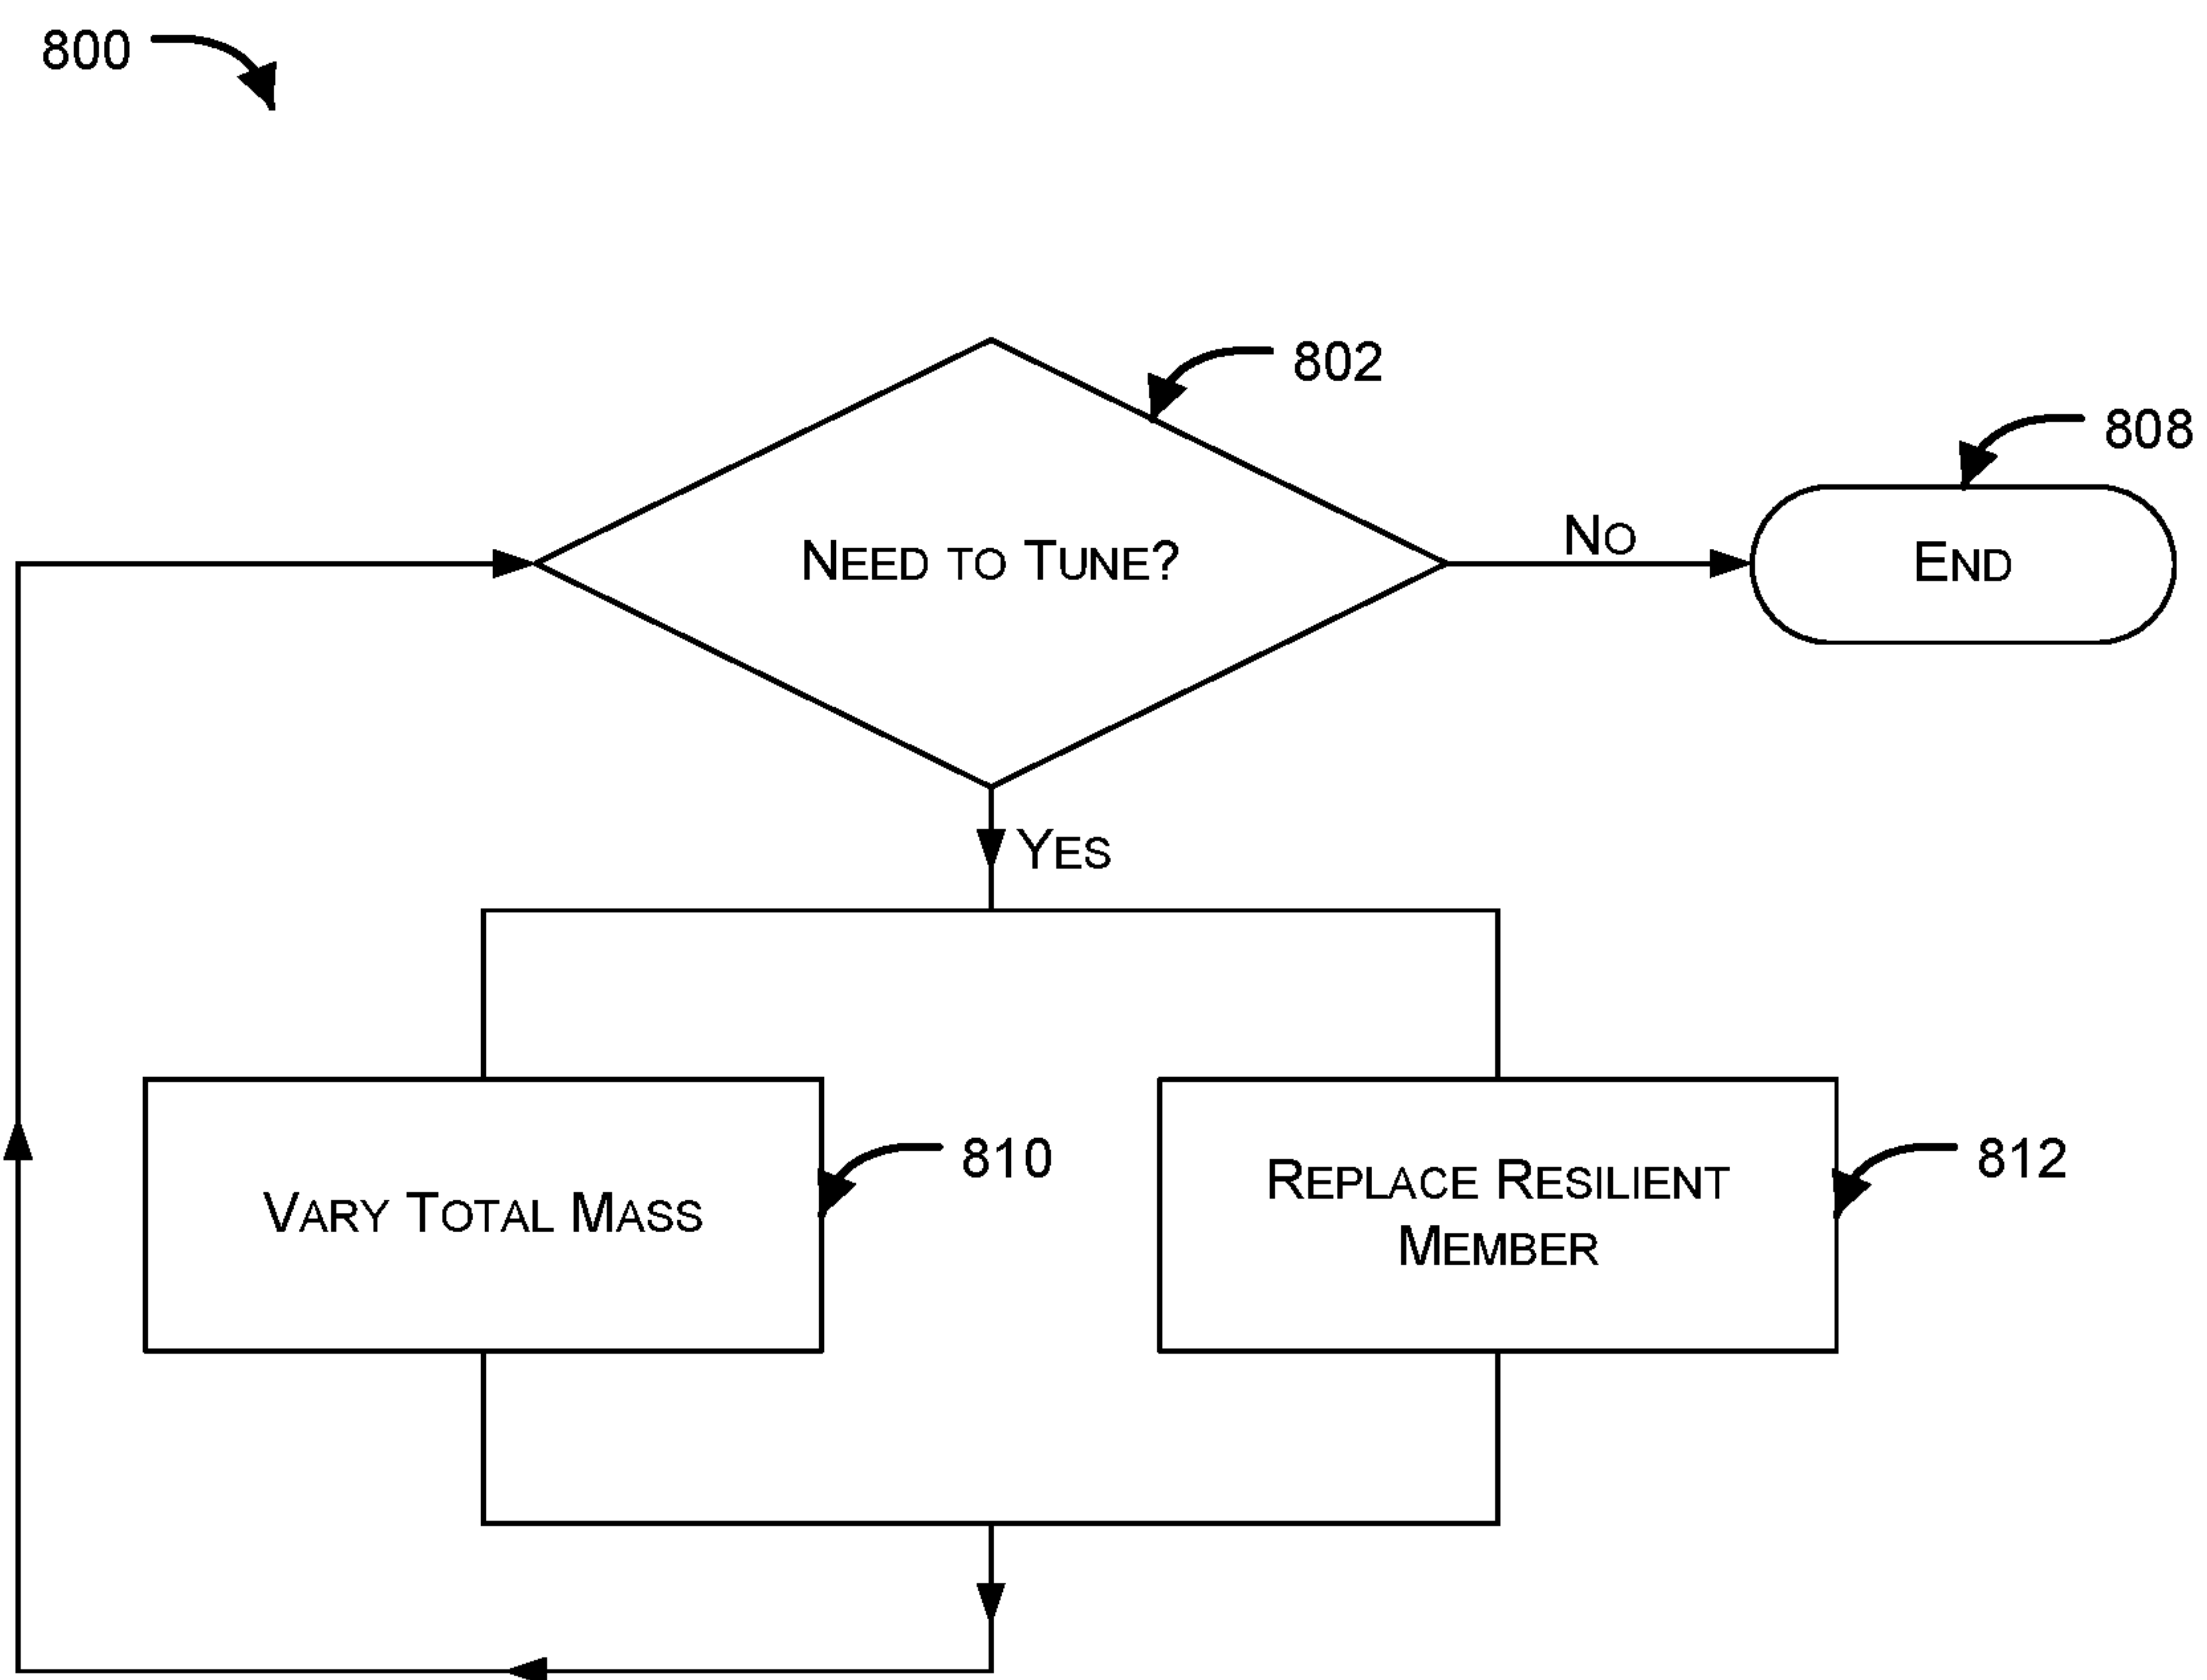 800
802
808
NEED TO TUNE?
NO
END
YES
810
812
VARY TOTAL MASS
REPLACE RESILIENT
MEMBER